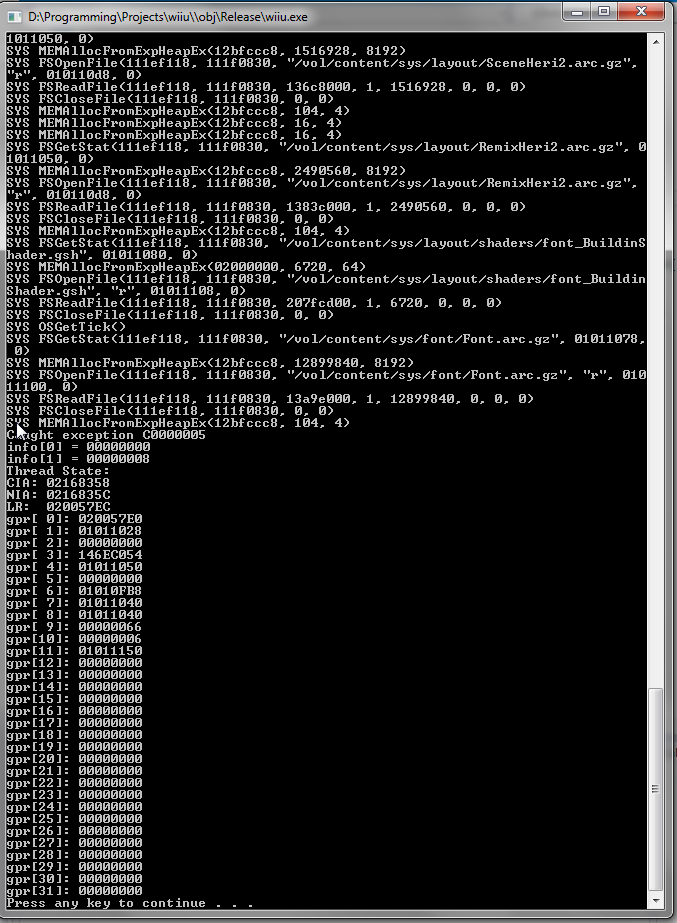 D:\Programming\Projects\wiiu\\obj\Release\wiiu.exe
1011050, 0)
SYS MEMAllocFromExpHeapEx(12bfccc8, 1516928, 8192)
SYS FSOpenFile(111ef118, 111f0830, "/vol/content/sys/layout/SceneHeri2.arc.gz",
"r", 010110d8, 0)
SYS FSReadFile(111ef118, 111f0830, 136c8000, 1, 1516928, 0, 0, 0)
SYS FSCloseFile(111ef118, 111f0830, 0, 0)
SYS MEMAllocFromExpHeapEx(12bfccc8, 104, 4)
SYS MEMAllocFromExpHeapEx(12bfccc8, 16, 4)
SYS MEMAllocFromExpHeapEx(12bfccc8, 16, 4)
SYS FSGetStat(111ef118, 111f0830, "/vol/content/sys/layout/RemixHeri2.arc.gz", 0
1011050, 0)
SYS MEMAllocFromExpHeapEx(12bfccc8, 2490560, 8192)
SYS FSOpenFile(111ef118, 111f0830, "/vol/content/sys/layout/RemixHeri2.arc.gz",
"r", 010110d8, 0)
SYS FSReadFile(111ef118, 111f0830, 1383c000, 1, 2490560, 0, 0, 0)
SYS FSCloseFile(111ef118, 111f0830, 0, 0)
SYS MEMAllocFromExpHeapEx(12bfccc8, 104, 4)
SYS FSGetStat(111ef118, 111f0830, "/vol/content/sys/layout/shaders/font_BuildinS
hader.gsh", 01011080, 0)
SYS MEMAllocFromExpHeapEx(02000000, 6720, 64)
SYS FSOpenFile(111ef118, 111f0830, "/vol/content/sys/layout/shaders/font_Buildin
Shader.gsh", "r", 01011108, 0)
SYS FSReadFile(111ef118, 111f0830, 207fcd00, 1, 6720, 0, 0, 0)
SYS FSCloseFile(111ef118, 111f0830, 0, 0)
SYS OSGetTick()
SYS FSGetStat(111ef118, 111f0830, "/vol/content/sys/font/Font.arc.gz", 01011078,
0)
SYS MEMAllocFromExpHeapEx(12bfccc8, 12899840, 8192)
SYS FSOpenFile(111ef118, 111f0830, "/vol/content/sys/font/Font.arc.gz", "r", 010
11100, 0)
SYS FSReadFile(111ef118, 111f0830, 13a9e000, 1, 12899840, 0, 0, 0)
SYS FSCloseFile(111ef118, 111f0830, 0, 0)
SYS MEMAllocFromExpHeapEx(12bfccc8, 104, 4)
Caught exception C0000005
info[0] = 00000000
info[1] = 00000008
Thread State:
CIA: 02168358
NIA: 0216835C
LR: 020057EC
gpr[ 0]: 020057E0
gpr[ 1]: 01011028
gpr[ 2]: 00000000
gpr[ 3]: 146EC054
gpr[ 4]: 01011050
gpr[ 5]: 00000000
gpr[ 6]: 01010FB8
gpr[ 7]: 01011040
gpr[ 8]: 01011040
gpr[ 9]: 00000066
gpr[10]: 00000006
gpr[11]: 01011150
gpr[12]: 00000000
gpr[13]: 00000000
gpr[14]: 00000000
gpr[15]: 00000000
gpr[16]: 00000000
gpr[17]: 00000000
gpr[18]: 00000000
gpr[19]: 00000000
gpr[20]: 00000000
gpr[21]: 00000000
gpr[22]: 00000000
gpr[23]: 00000000
gpr[24]: 00000000
gpr[25]: 00000000
gpr[26]: 00000000
gpr[27]: 00000000
gpr[28]: 00000000
gpr[29]: 00000000
gpr[30]: 00000000
gpr[31]: 00000000
Press any key to continue . . .